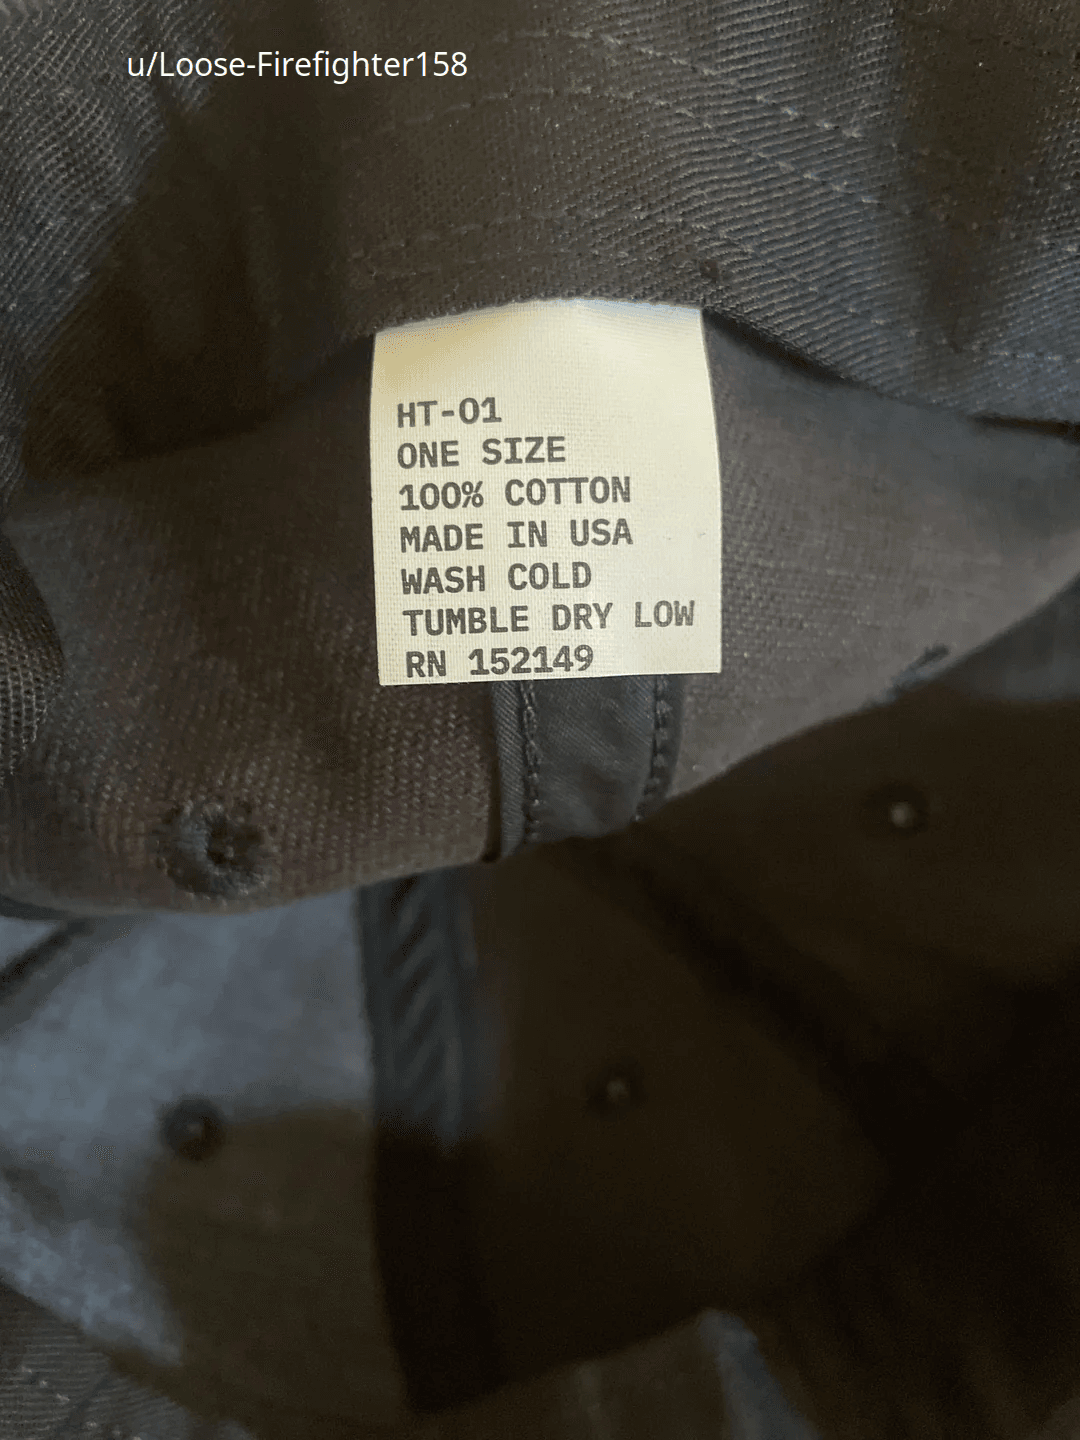 u/Loose-Firefighter158
HT-01
ONE SIZE
100% COTTON
MADE IN USA
WASH COLD
TUMBLE DRY LOW
RN 152149